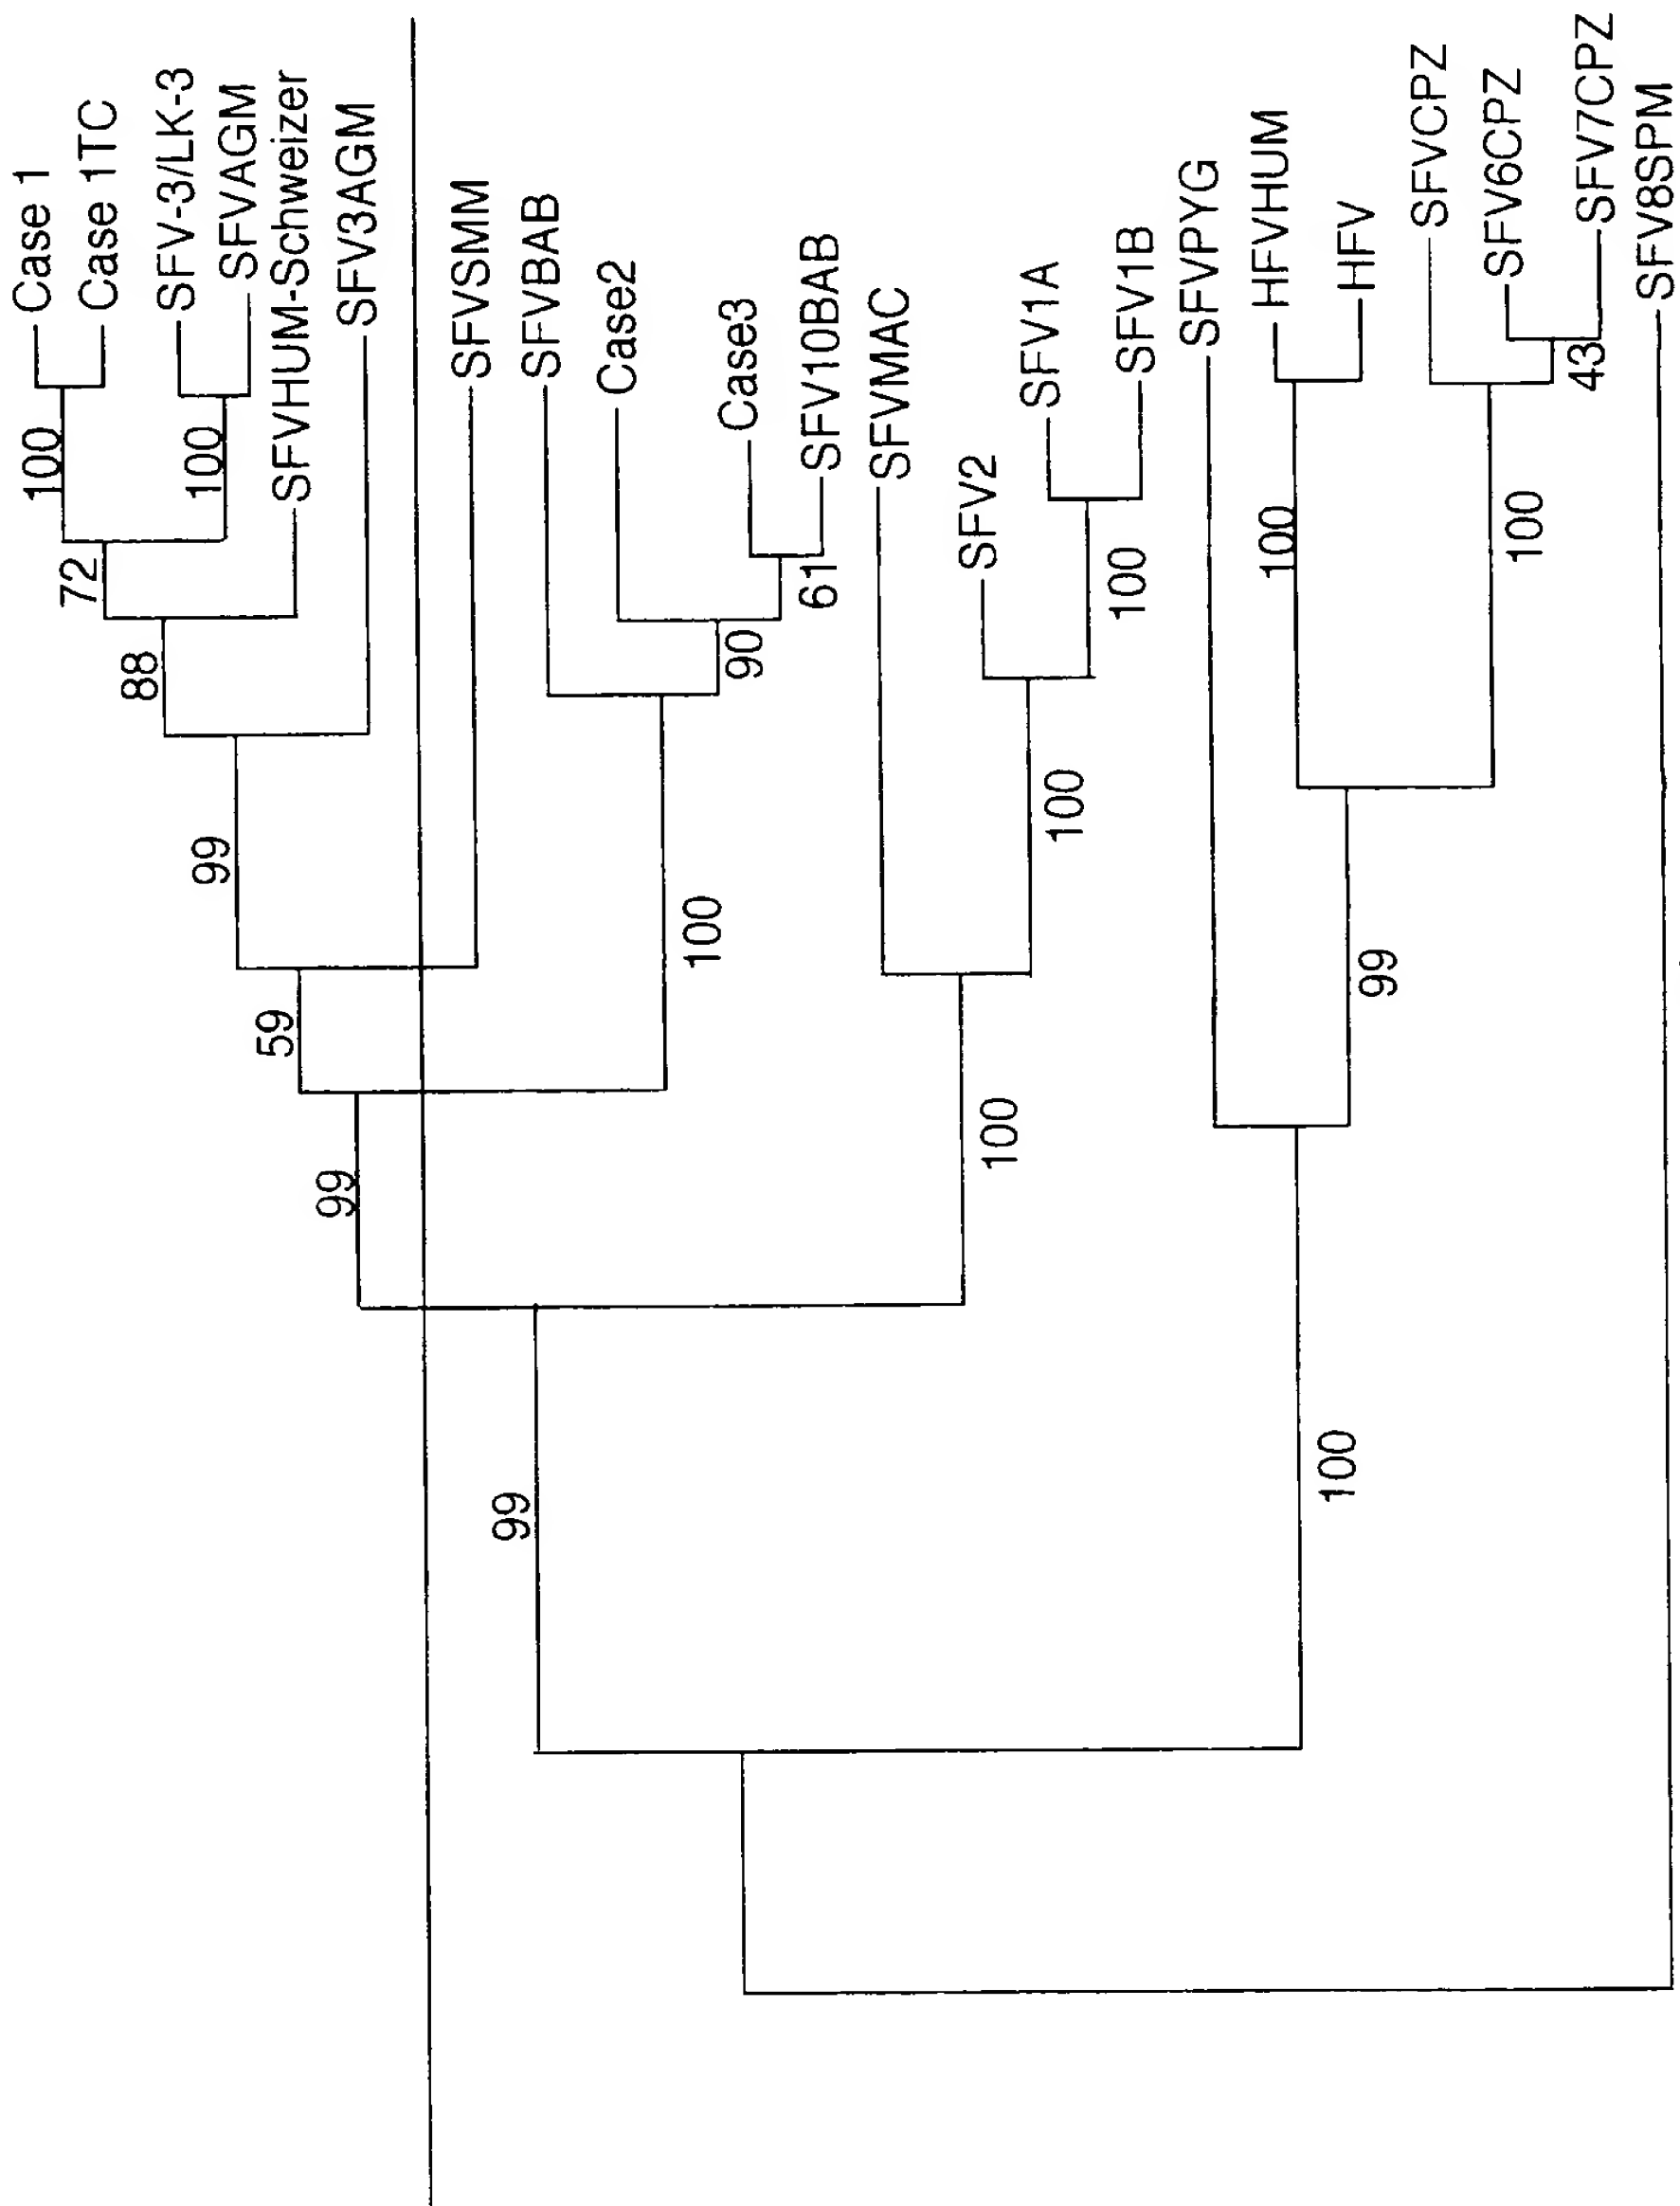 Case 1
Case 1TC
SFV-3/LK-3
SFVAGM
SFVHUM-Schweizer
SFV3AGM
SFVSMM
SFVBAB
Case2
Case3
SFV10BAB
SFVMAC
SFV2
SFV1A
SFV1B
SFVPYG
HFVHUM
HFV
SFVCPZ
SFV6CPZ
SFV7CPZ
SFV8SPM
100
100
72
88
99
59
99
99
100
90
61
100
100
100
100
99
100
100
43